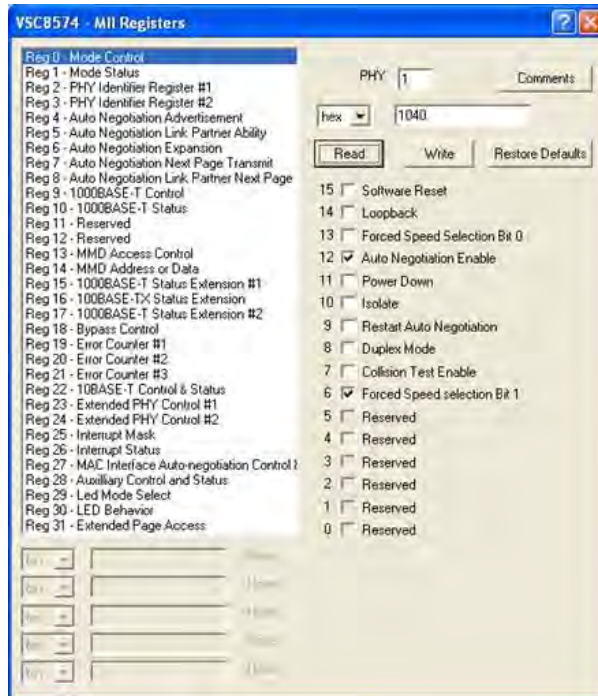 VSC8574 - MII Registers
Reg 0 - Mode Control
Reg 1 - Mode Status
Reg 2 - PHY Identifier Register #1
Reg 3 - PHY Identifier Register #2
Reg 4 - Auto Negotiation Advertisement
Reg 5 - Auto Negotiation Link Partner Ability
Reg 6 - Auto Negotiation Expansion
Reg 7 - Auto Negotiation Next Page Transmit
Reg 8 - Auto Negotiation Link Partner Next Page
Reg 9 - 1000BASE-T Control
Reg 10 - 1000BASE-T Status
Reg 11 - Reserved
Reg 12 - Reserved
Reg 13 - MMD Access Control
Reg 14 - MMD Address or Data
Reg 15 - 1000BASE-T Status Extension #1
Reg 16 - 100BASE-TX Status Extension
Reg 17 - 1000BASE-T Status Extension #2
Reg 18 - Bypass Control
Reg 19 - Error Counter #1
Reg 20 - Error Counter #2
Reg 21 - Error Counter #3
Reg 22 - 10BASE-T Control & Status
Reg 23 - Extended PHY Control #1
Reg 24 - Extended PHY Control #2
Reg 25 - Interrupt Mask
Reg 26 - Interrupt Status
Reg 27 - MAC Interface Auto-negotiation Control
Reg 28 - Auxilliary Control and Status
Reg 29 - Led Mode Select
Reg 30 - LED Behavior
Reg 31 - Extended Page Access
PHY 1 Comments
hex 1040
Read Write Restore Defaults
15 Software Reset
14 Loopback
13 Forced Speed Selection Bit 0
12 Auto Negotiation Enable
11 Power Down
10 Isolate
9 Restart Auto Negotiation
8 Duplex Mode
7 Collision Test Enable
6 Forced Speed selection Bit 1
5 Reserved
4 Reserved
3 Reserved
2 Reserved
1 Reserved
0 Reserved